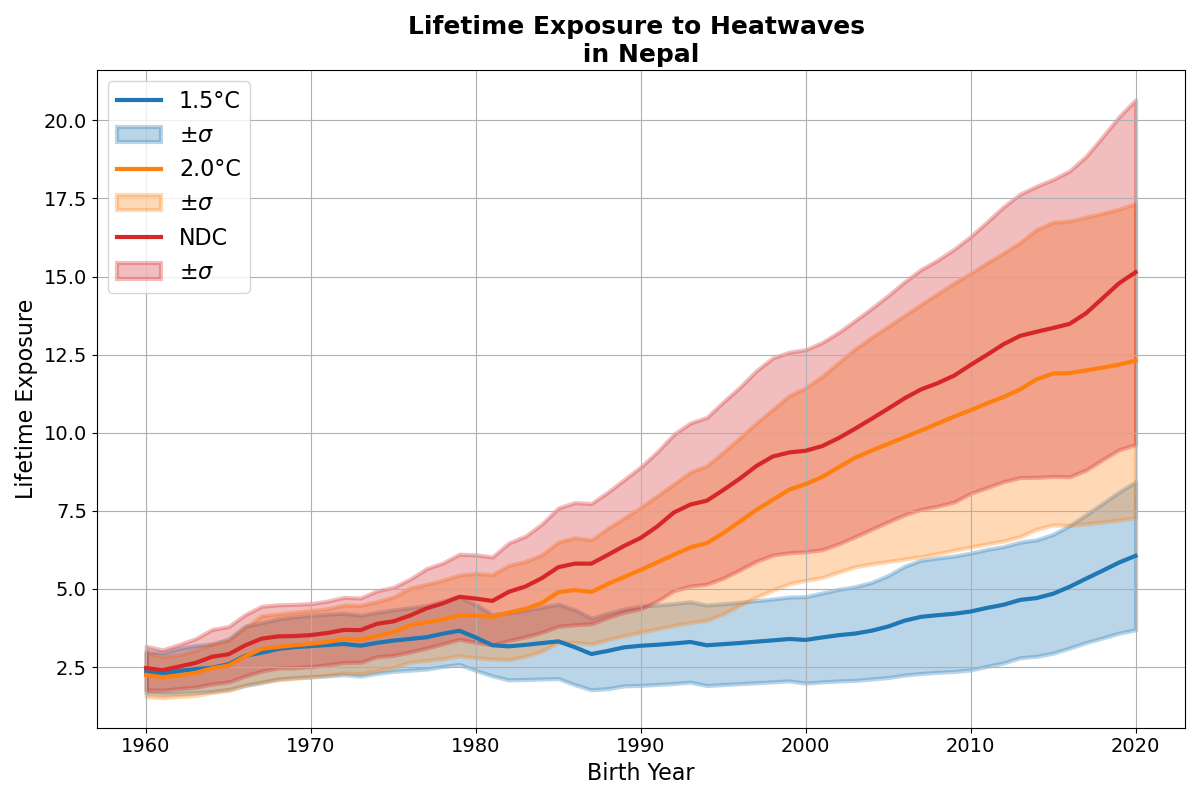 Lifetime Exposure to Heatwaves
in Nepal
1.5°C
±σ
2.0°C
±σ
NDC
±σ
Lifetime Exposure
20.0
17.5
15.0
12.5
10.0
7.5
5.0
2.5
1960 1970 1980 1990 2000 2010 2020
Birth Year